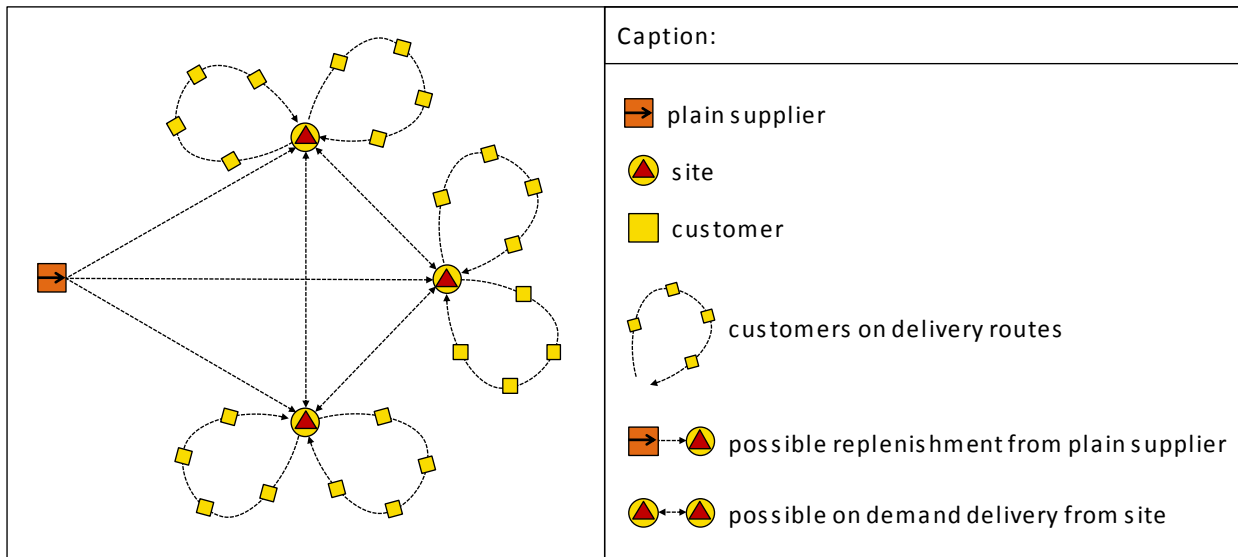 Caption:
plain supplier
site
customer
customers on delivery routes
possible replenishment from plain supplier
possible on demand delivery from site